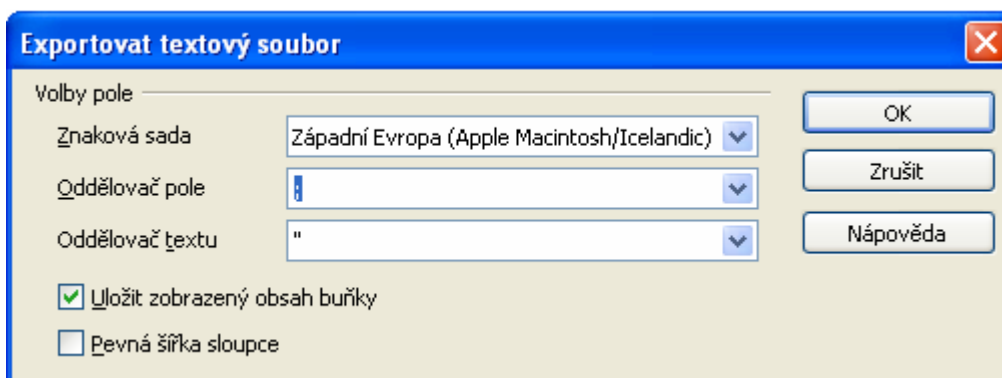 Exportovat textový soubor
Volby pole
Znaková sada
Západní Evropa (Apple Macintosh/Icelandic)
Oddělovač pole
;
Oddělovač textu
"
Uložit zobrazený obsah buňky
Pevná šířka sloupce
OK
Zrušit
Nápověda